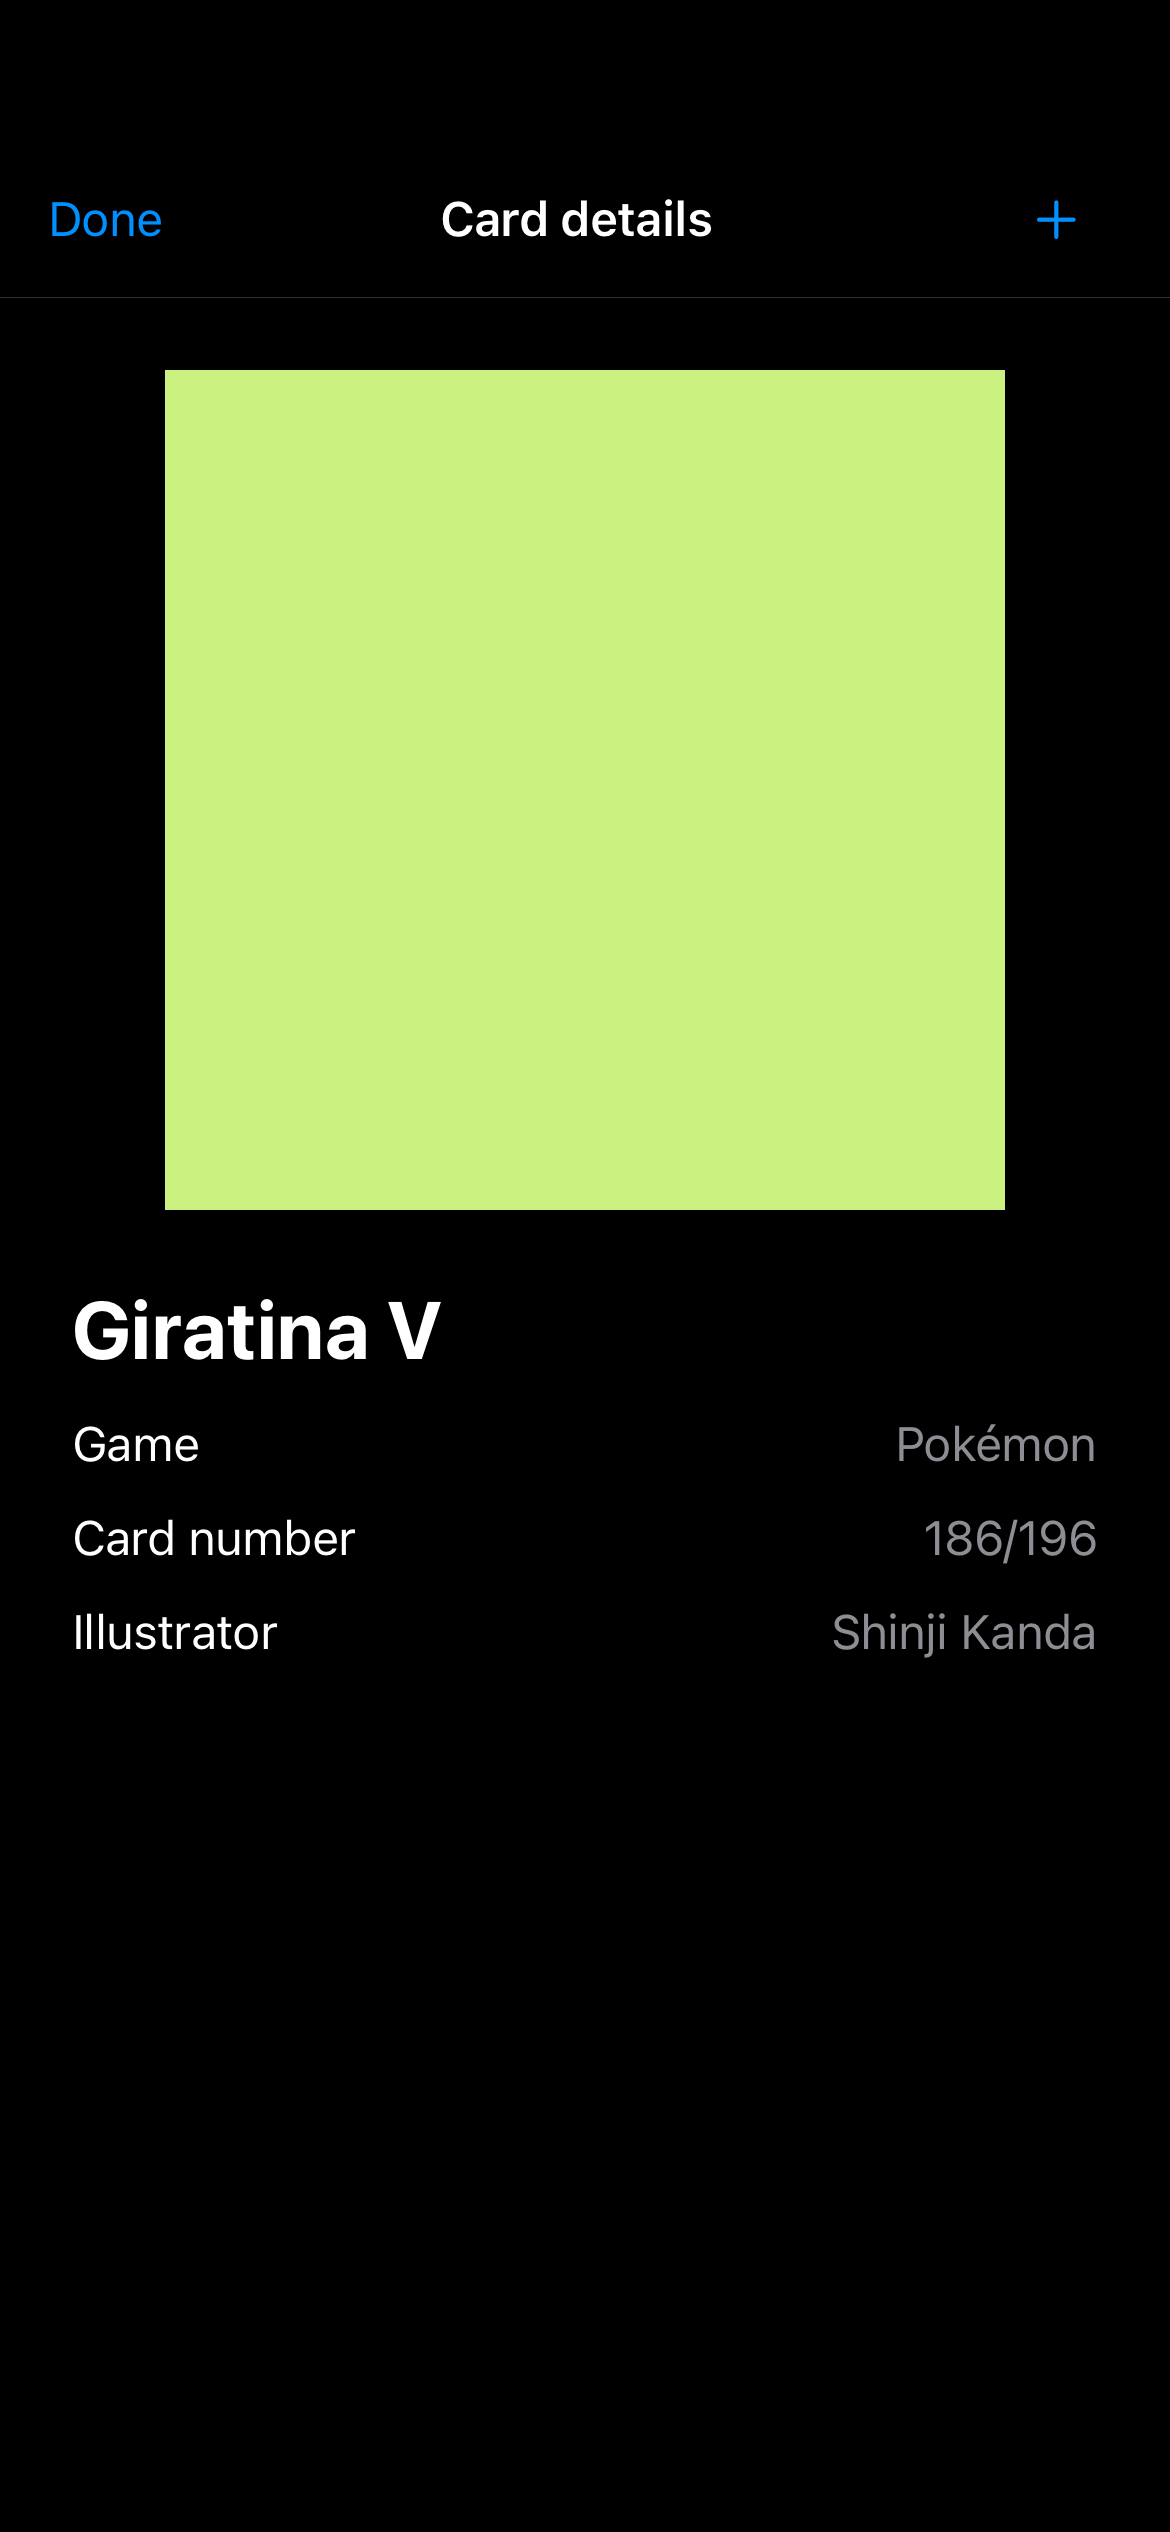 Done Card details +
Giratina V
Game Pokémon
Card number 186/196
Illustrator Shinji Kanda